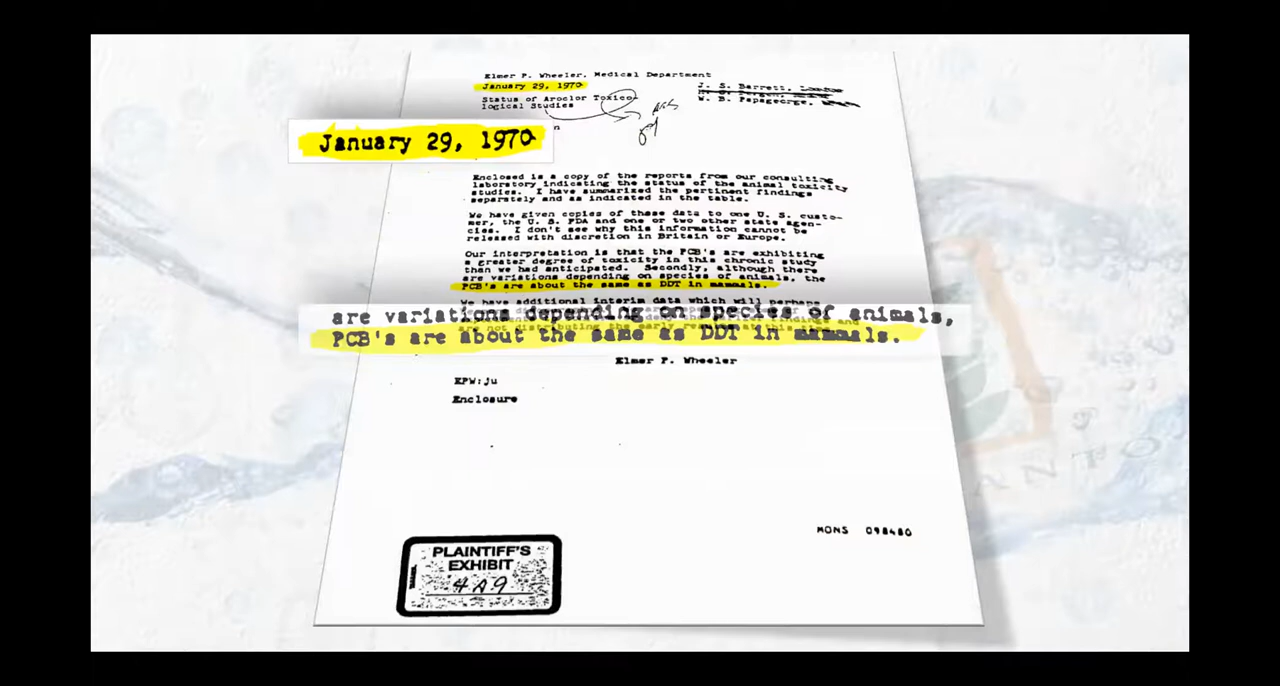 Elmer P. Wheeler, Medical Department
January 29, 1970
J. S. Barrett, London
Status of Aroclor Toxico-
logical Studies
W. B. Papageorge,
January 29, 1970
Enclosed is a copy of the reports from our consulting
laboratory indicating the status of the animal toxicity
studies. I have summarized the pertinent findings
separately and as indicated in the table.
We have given copies of these data to one U. S. custo-
mer, the U. S. FDA and one or two other state agen-
cies. I don't see why this information cannot be
released with discretion in Britain or Europe.
Our interpretation is that the PCB's are exhibiting
a greater degree of toxicity in this chronic study
than we had anticipated. Secondly, although there
are variations depending on species of animals, the
PCB's are about the same as DDT in mammals.
We have additional interim data which will perhaps
are variations depending on species of animals,
are not distributing the early
PCB's are about the same as DDT in mammals.
Elmer P. Wheeler
EPW:ju
Enclosure
MONS 098480
PLAINTIFF'S
EXHIBIT
4A9